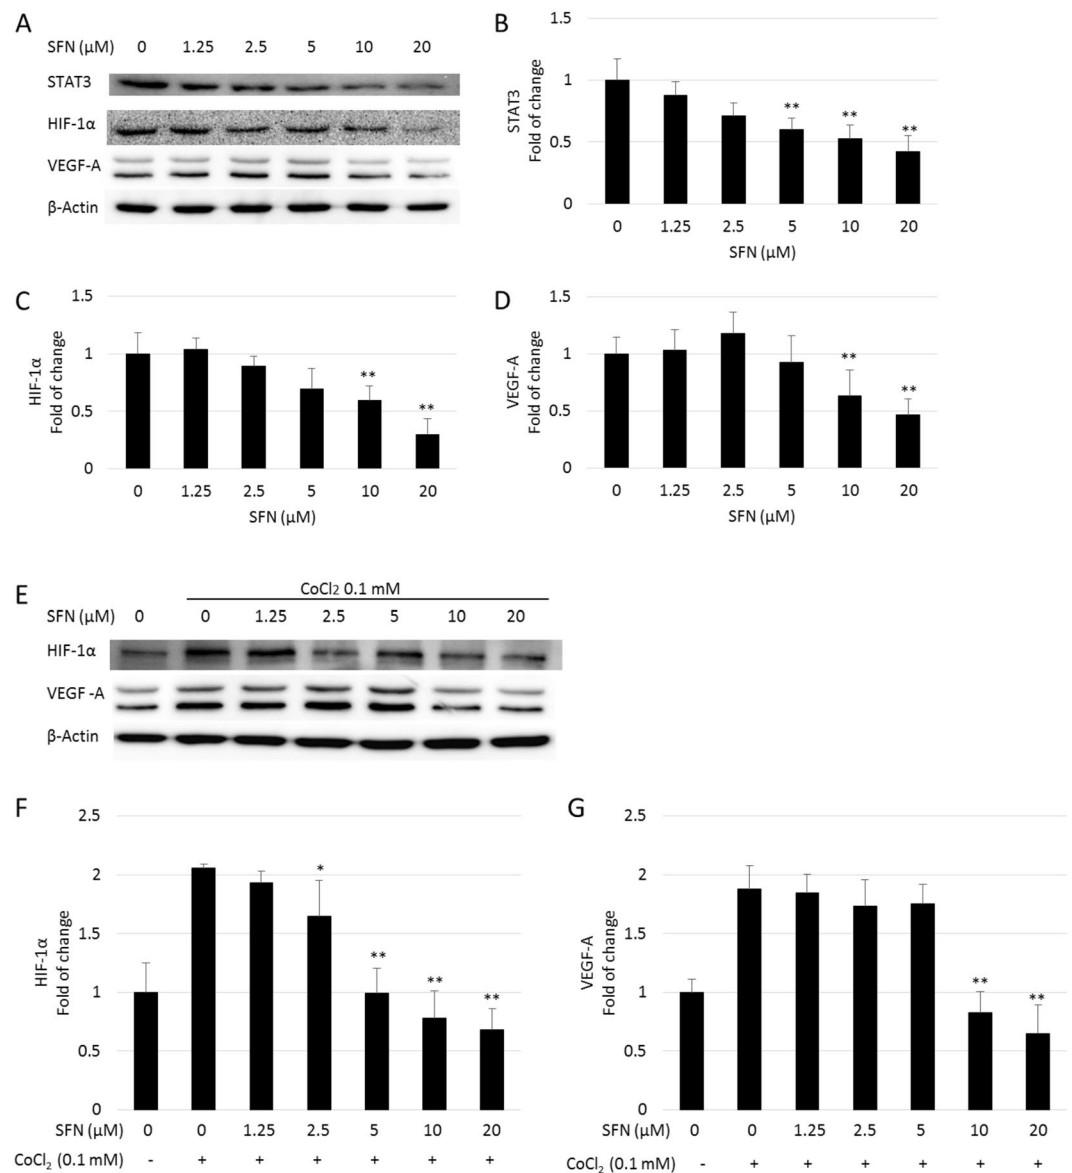 A
SFN (μM) 0 1.25 2.5 5 10 20
STAT3
HIF-1α
VEGF-A
β-Actin
B
STAT3
Fold of change
1.5
1
0.5
0
** ** **
0 1.25 2.5 5 10 20
SFN (μM)
C
HIF-1α
Fold of change
1.5
1
0.5
0
** **
0 1.25 2.5 5 10 20
SFN (μM)
D
VEGF-A
Fold of change
1.5
1
0.5
0
** **
0 1.25 2.5 5 10 20
SFN (μM)
E
CoCl2 0.1 mM
SFN (μM) 0 0 1.25 2.5 5 10 20
HIF-1α
VEGF -A
β-Actin
F
HIF-1α
Fold of change
2.5
2
1.5
1
0.5
0
* ** ** **
SFN (μM) 0 0 1.25 2.5 5 10 20
CoCl₂ (0.1 mM) - + + + + + +
G
VEGF-A
Fold of change
2.5
2
1.5
1
0.5
0
** **
SFN (μM) 0 0 1.25 2.5 5 10 20
CoCl₂ (0.1 mM) - + + + + + +